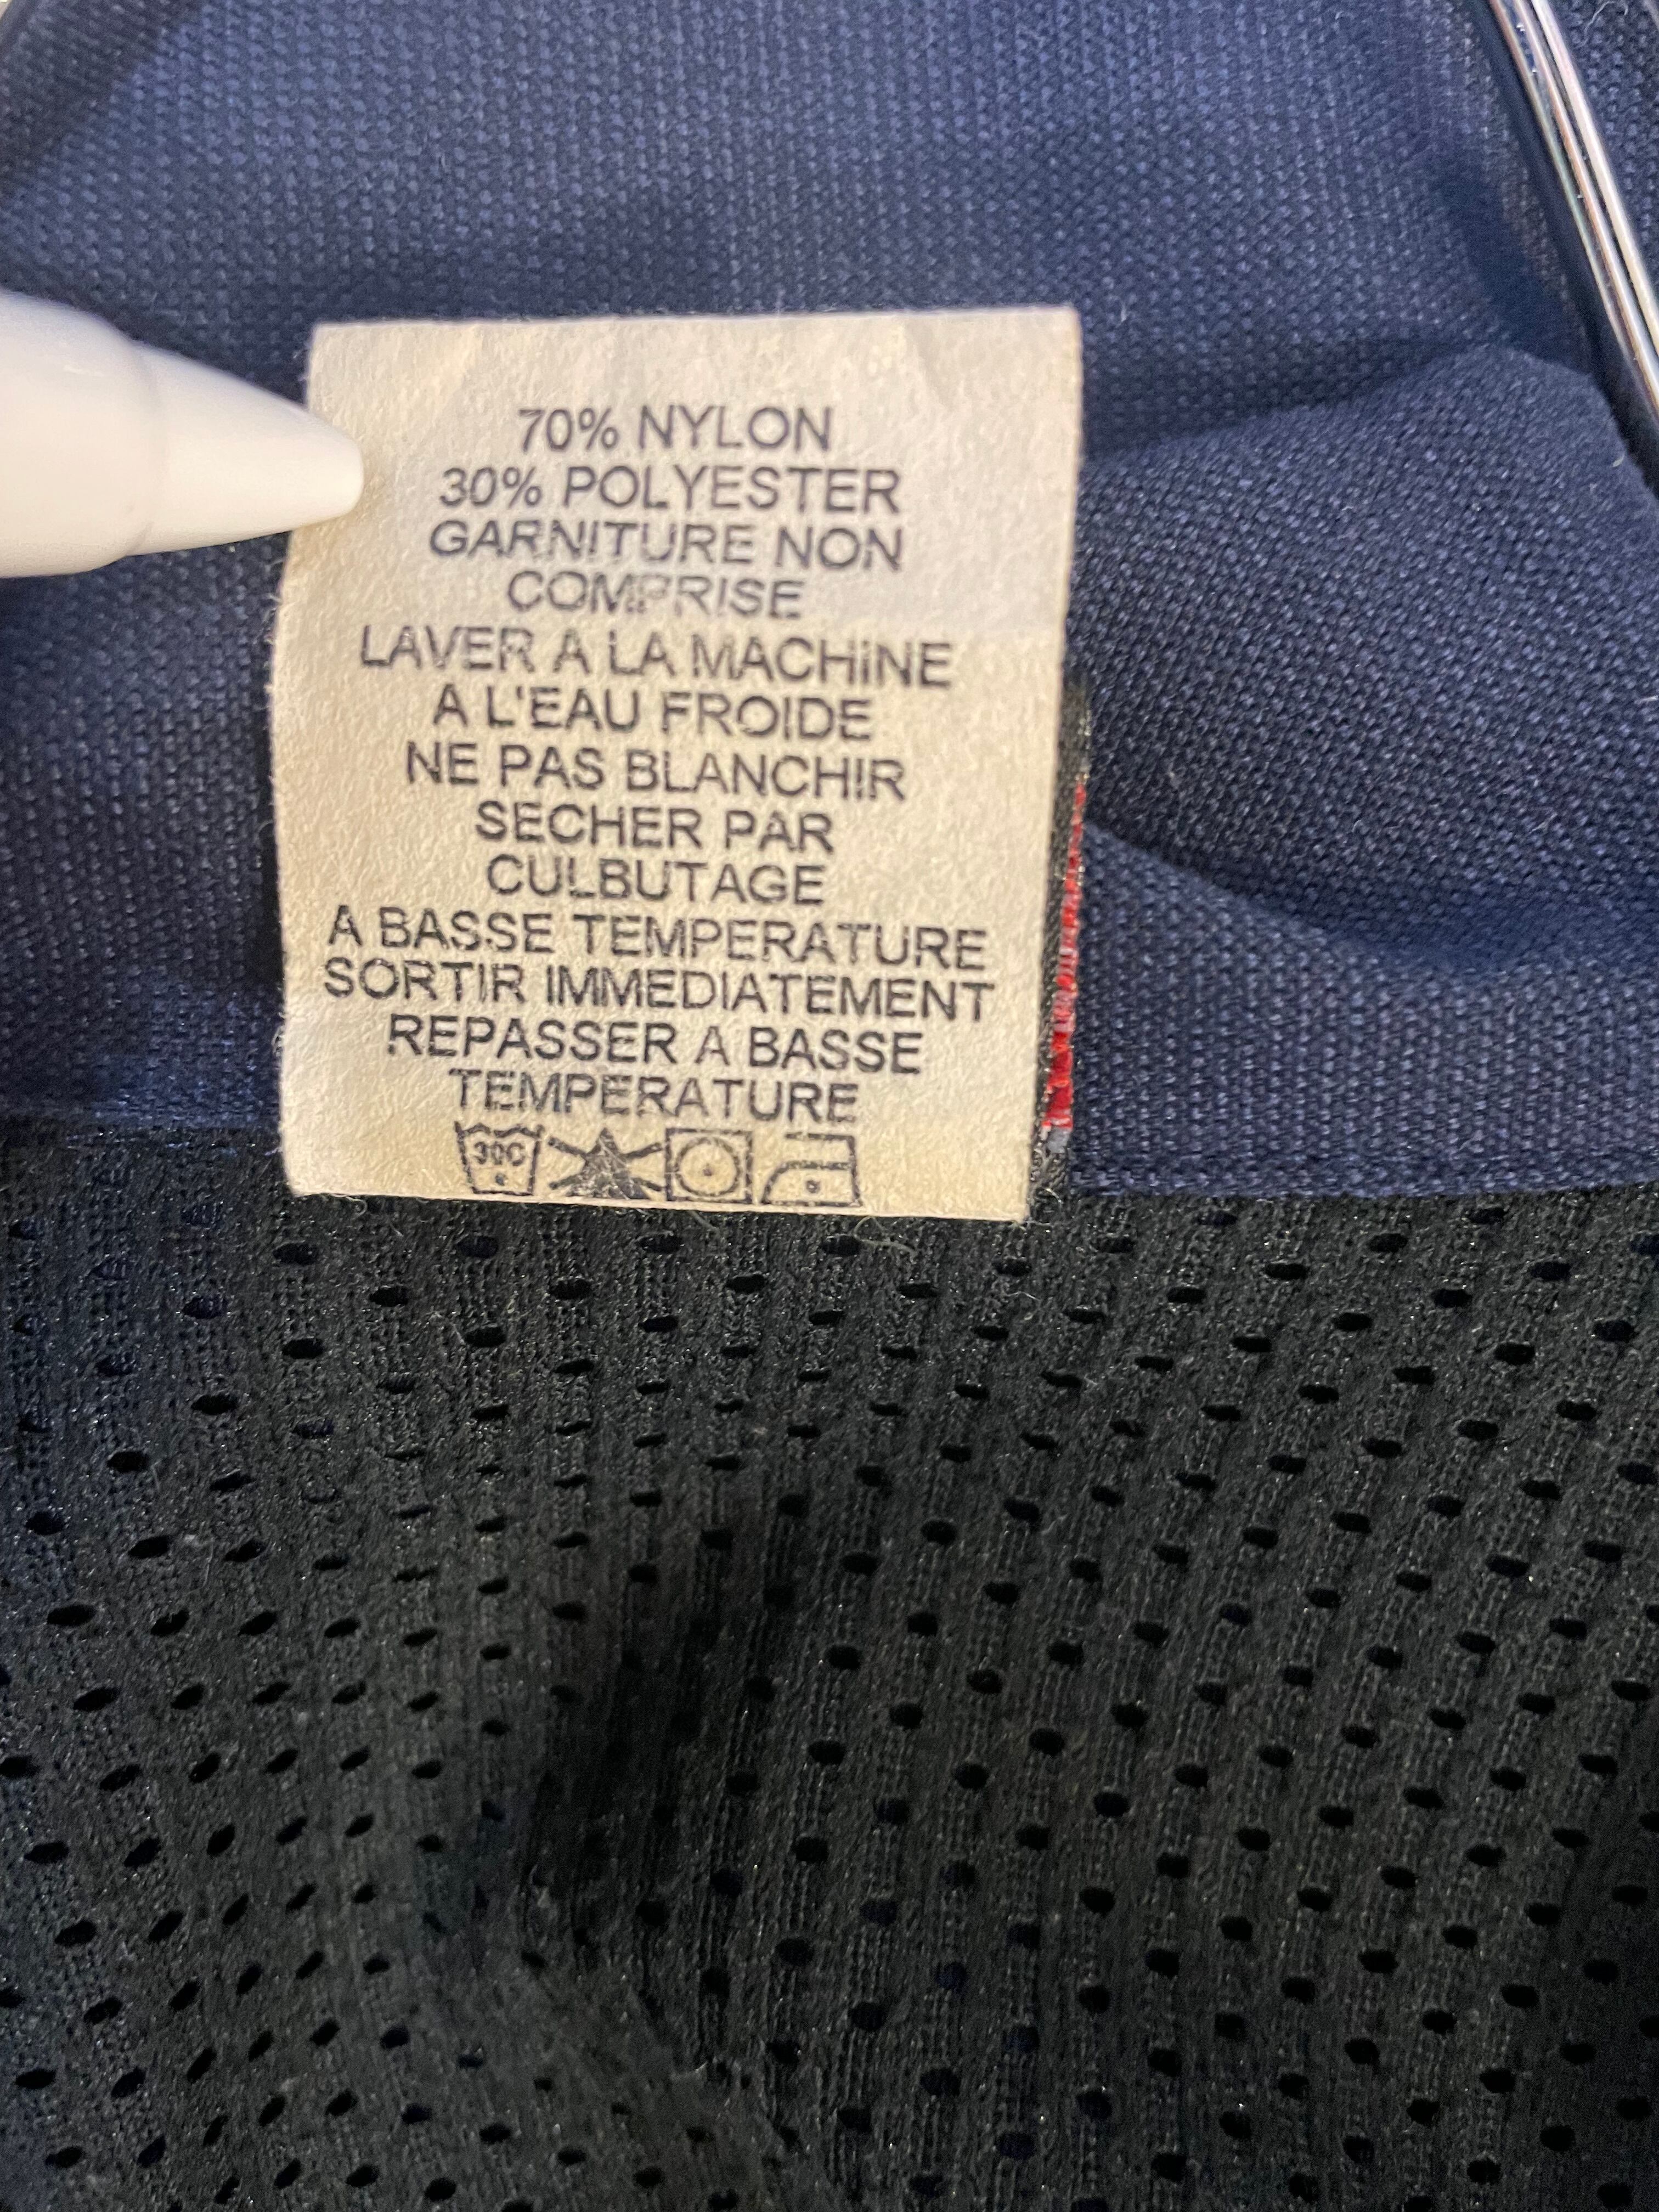 70% NYLON
30% POLYESTER
GARNITURE NON
COMPRISE
LAVER A LA MACHINE
A L'EAU FROIDE
NE PAS BLANCHIR
SECHER PAR
CULBUTAGE
A BASSE TEMPERATURE
SORTIR IMMEDIATEMENT
REPASSER A BASSE
TEMPERATURE
30C